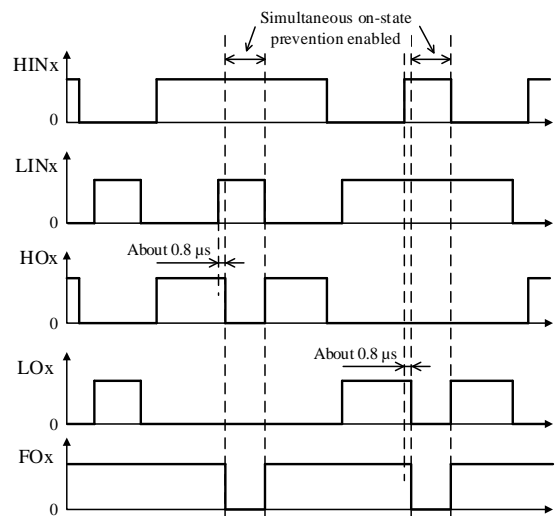 Simultaneous on-state
prevention enabled
HINx
0
LINx
0
About 0.8 µs
HOx
0
About 0.8 µs
LOx
0
FOx
0